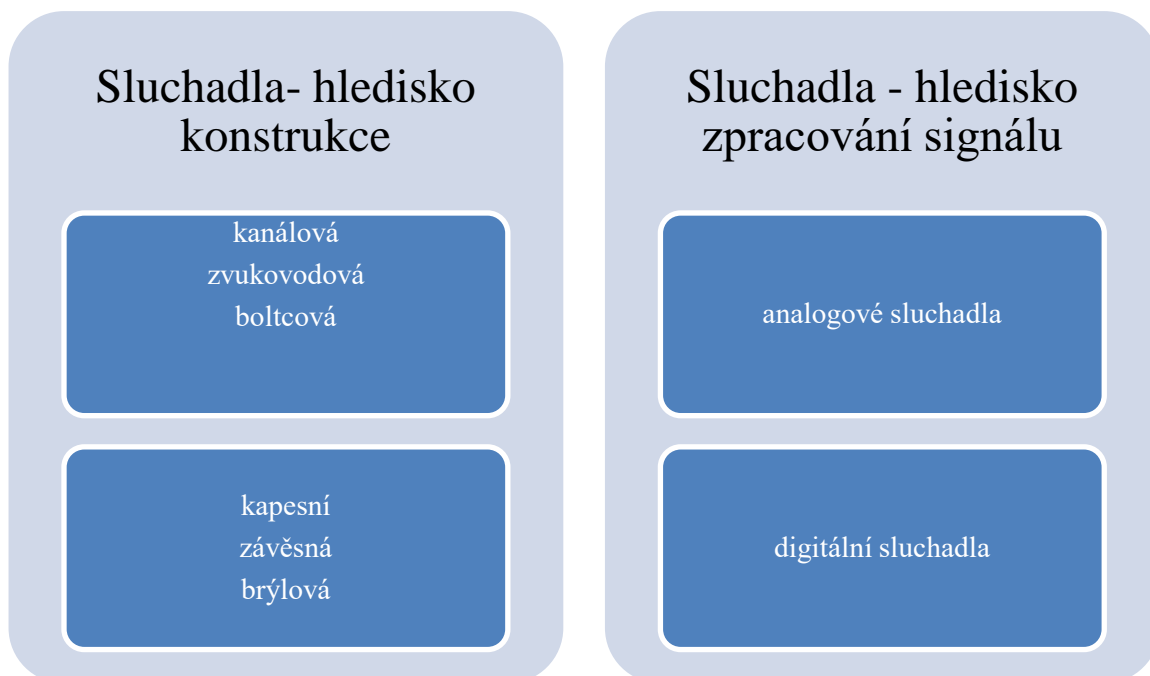 Sluchadla- hledisko
konstrukce
kanálová
zvukovodová
boltcová
kapesní
závěsná
brýlová
Sluchadla - hledisko
zpracování signálu
analogové sluchadla
digitální sluchadla